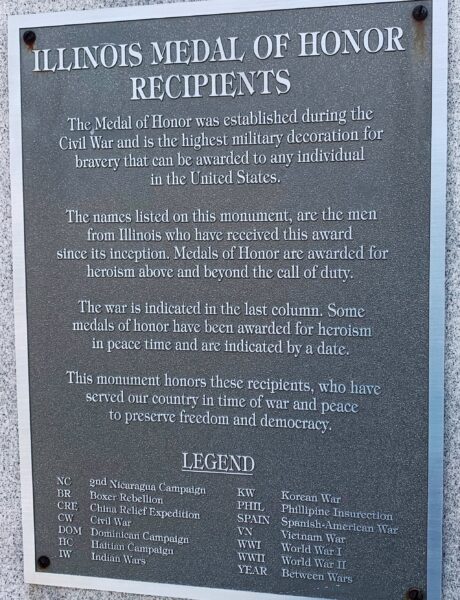 ILLINOIS MEDAL OF HONOR
RECIPIENTS
The Medal of Honor was established during the
Civil War and is the highest military decoration for
bravery that can be awarded to any individual
in the United States.
The names listed on this monument, are the men
from Illinois who have received this award
since its inception. Medals of Honor are awarded for
heroism above and beyond the call of duty.
The war is indicated in the last column. Some
medals of honor have been awarded for heroism
in peace time and are indicated by a date.
This monument honors these recipients, who have
served our country in time of war and peace
to preserve freedom and democracy.
LEGEND
NC 2nd Nicaragua Campaign
BR Boxer Rebellion
CRE China Relief Expedition
CW Civil War
DOM Dominican Campaign
HC Haitian Campaign
IW Indian Wars
KW Korean War
PHIL Phillipine Insurection
SPAIN Spanish-American War
VN Vietnam War
WWI World War I
WWII World War II
YEAR Between Wars